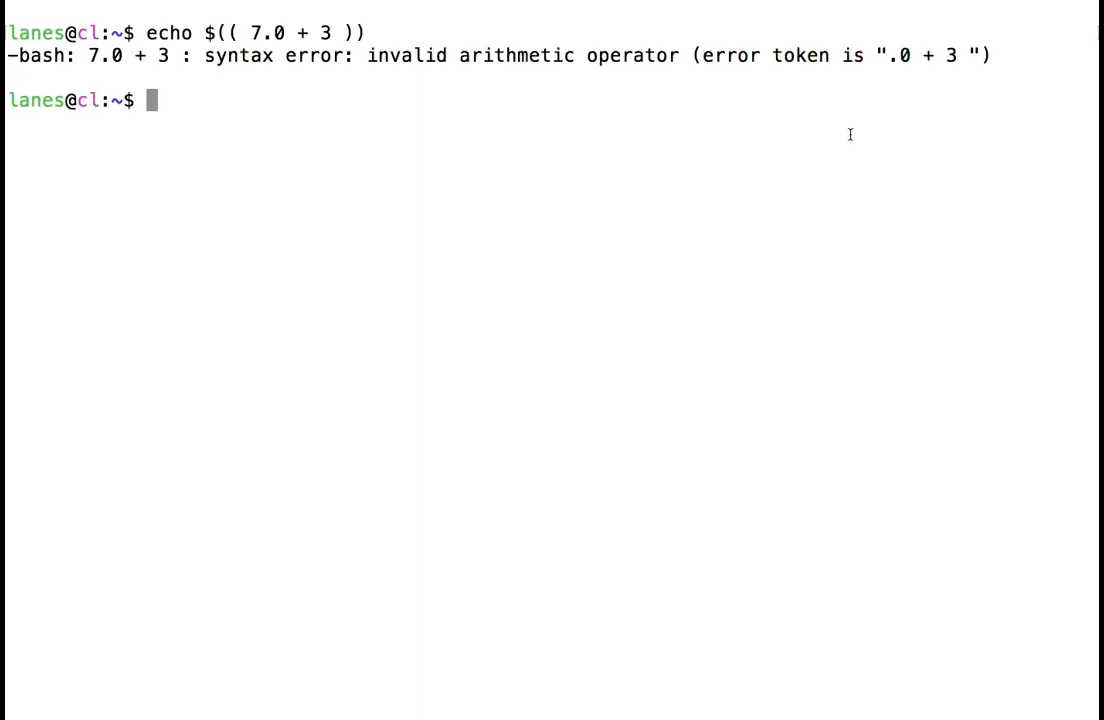 lanes@cl:~$ echo $(( 7.0 + 3 ))
-bash: 7.0 + 3 : syntax error: invalid arithmetic operator (error token is ".0 + 3 ")
lanes@cl:~$